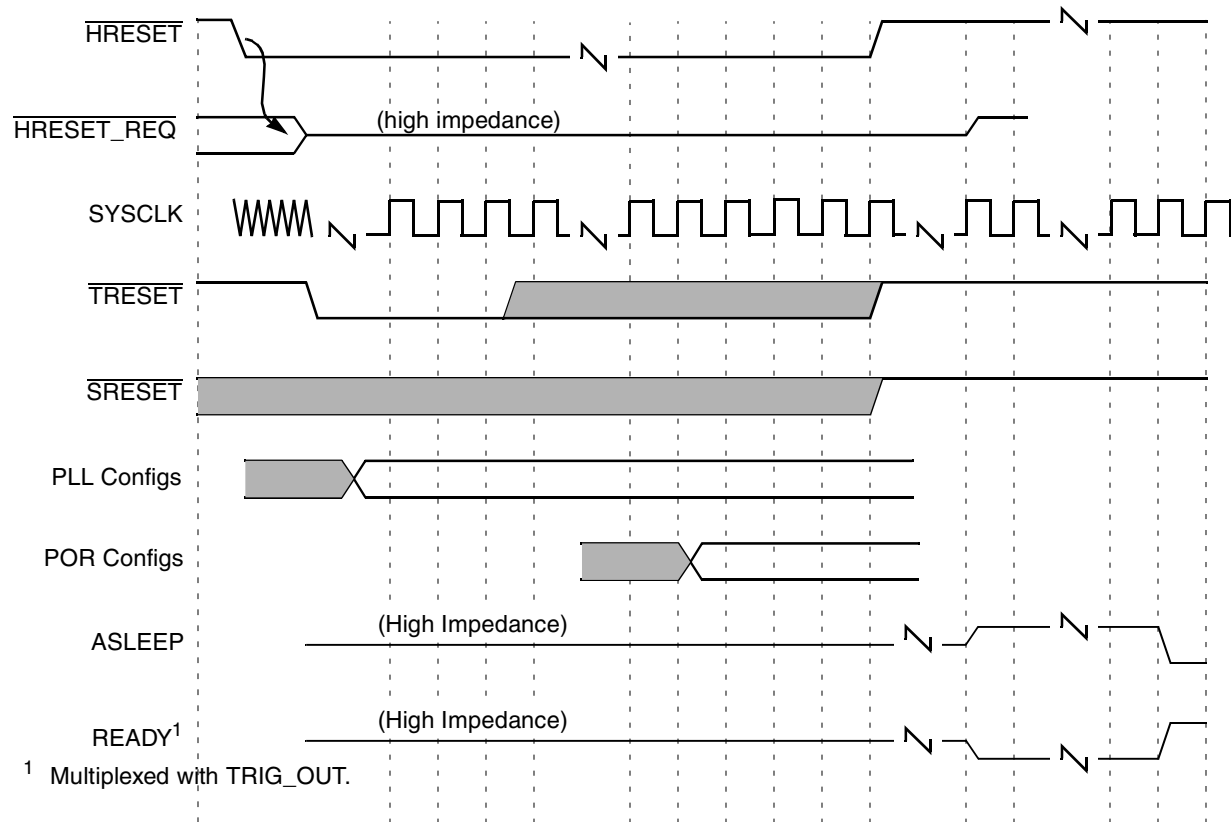 HRESET
HRESET_REQ
(high impedance)
SYSCLK
TRESET
SRESET
PLL Configs
POR Configs
ASLEEP
(High Impedance)
READY1
(High Impedance)
1 Multiplexed with TRIG_OUT.